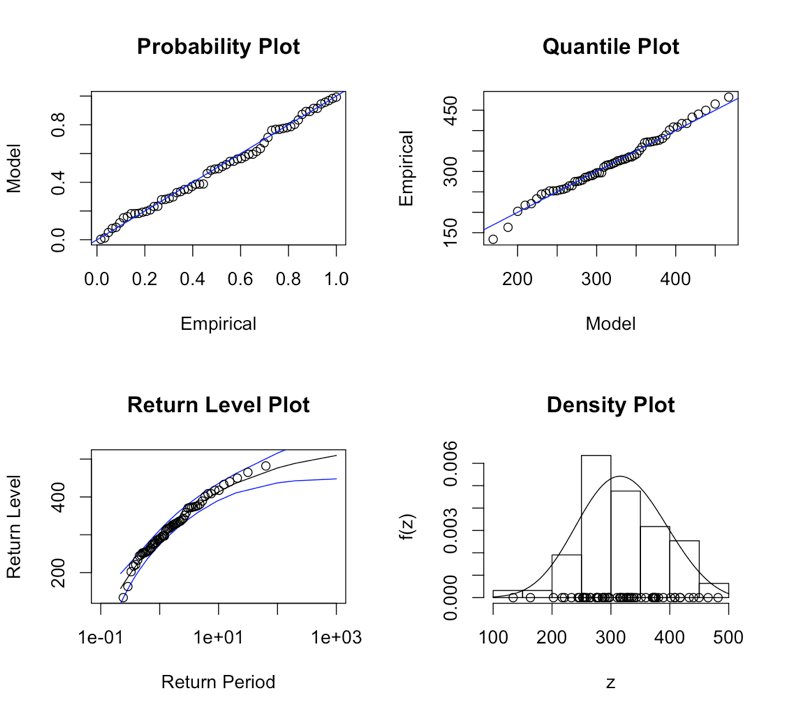 Probability Plot
Model
0.0 0.4 0.8
0.0 0.2 0.4 0.6 0.8 1.0
Empirical
Quantile Plot
Empirical
150 300 450
200 300 400
Model
Return Level Plot
Return Level
200 400
1e-01 1e+01 1e+03
Return Period
Density Plot
f(z)
0.000 0.003 0.006
100 200 300 400 500
z